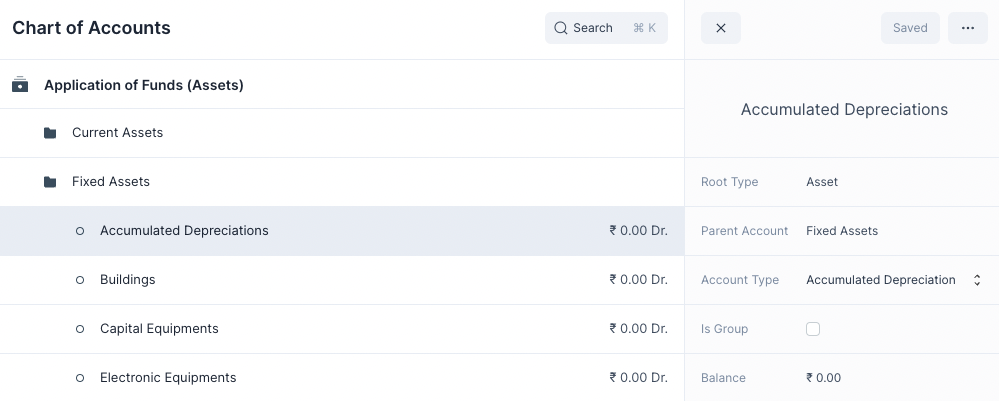 Chart of Accounts
Search ⌘ K
Saved
Application of Funds (Assets)
Current Assets
Fixed Assets
Accumulated Depreciations ₹ 0.00 Dr.
Buildings ₹ 0.00 Dr.
Capital Equipments ₹ 0.00 Dr.
Electronic Equipments ₹ 0.00 Dr.
Accumulated Depreciations
Root Type Asset
Parent Account Fixed Assets
Account Type Accumulated Depreciation
Is Group
Balance ₹ 0.00